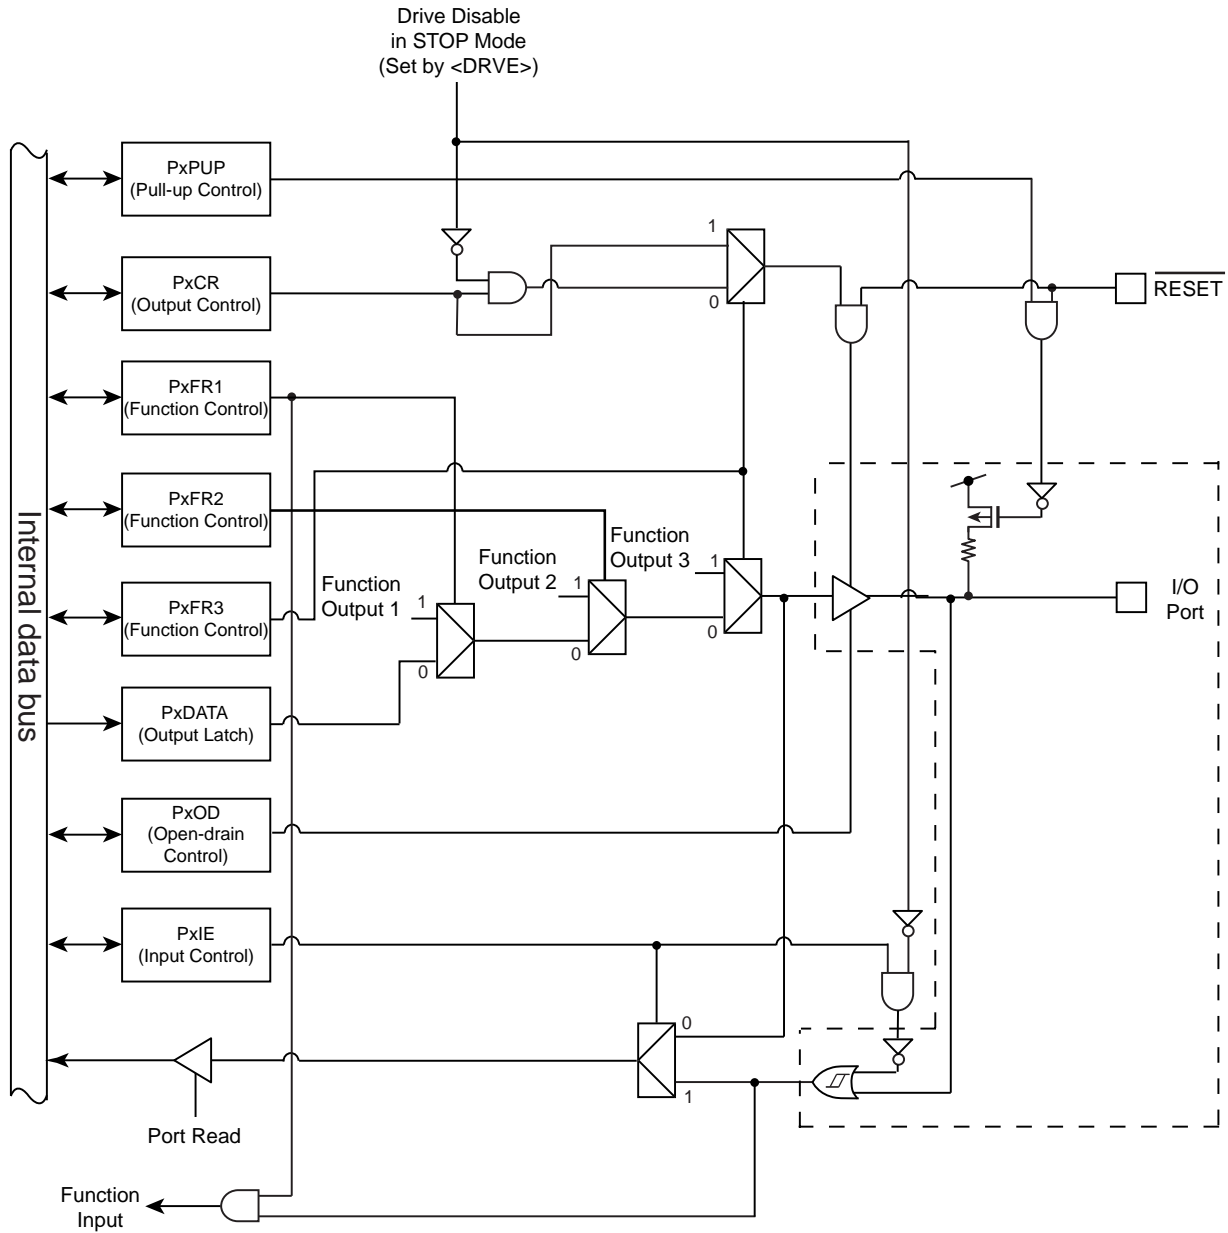 Drive Disable
in STOP Mode
(Set by <DRVE>)
PxPUP
(Pull-up Control)
1
PxCR
(Output Control)
0
RESET
PxFR1
(Function Control)
PxFR2
(Function Control)
Internal data bus
Function
Output 3
1
Function
Output 2
1
Function
Output 1
1
PxFR3
(Function Control)
I/O
Port
0
0
0
PxDATA
(Output Latch)
PxOD
(Open-drain
Control)
PxIE
(Input Control)
0
1
Port Read
Function
Input